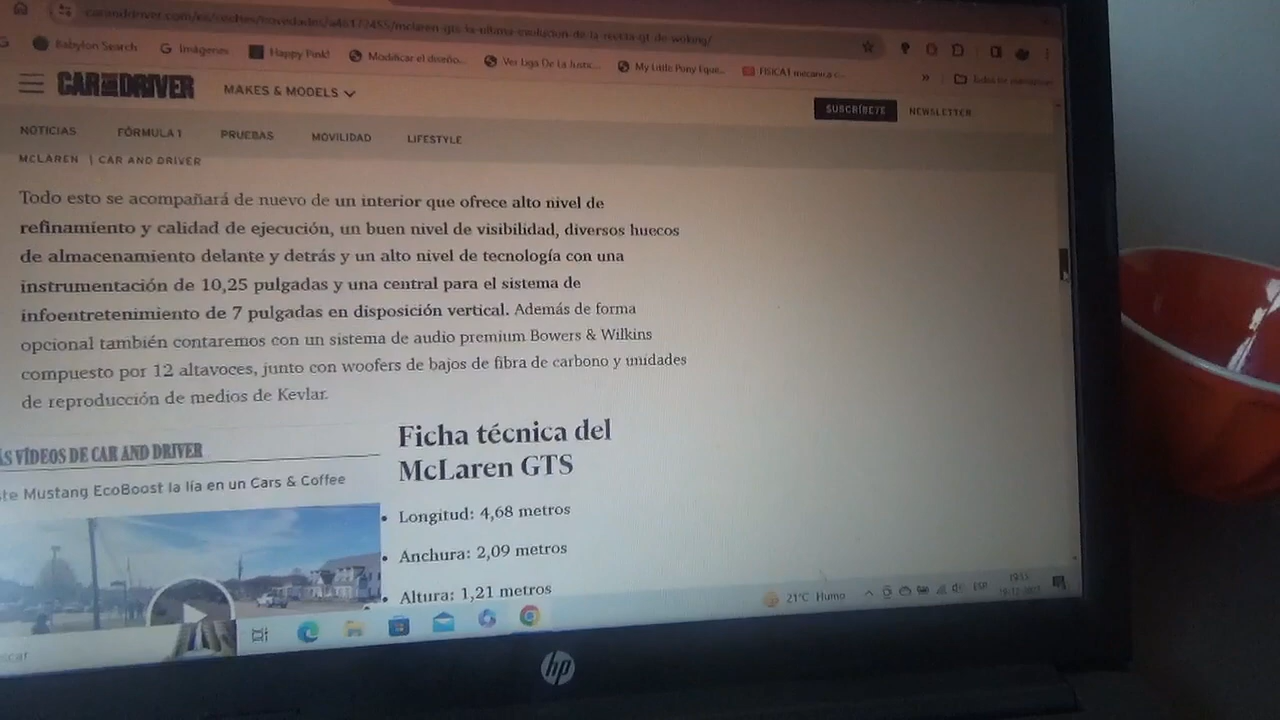 carandriver.com/es/coches/novedades/a46172455/mclaren-gts-la-ultima-evolucion-de-la-receta-gt-de-woking/
Babylon Search
Imágenes
Happy Pink!
Modificar el diseño...
Ver Liga De La Justic...
My Little Pony Eque...
FISICA I mecanica c...
CAR AND DRIVER
MAKES & MODELS
SUSCRÍBETE
NEWSLETTER
NOTICIAS
FÓRMULA 1
PRUEBAS
MOVILIDAD
LIFESTYLE
MCLAREN | CAR AND DRIVER
Todo esto se acompañará de nuevo de un interior que ofrece alto nivel de
refinamiento y calidad de ejecución, un buen nivel de visibilidad, diversos huecos
de almacenamiento delante y detrás y un alto nivel de tecnología con una
instrumentación de 10,25 pulgadas y una central para el sistema de
infoentretenimiento de 7 pulgadas en disposición vertical. Además de forma
opcional también contaremos con un sistema de audio premium Bowers & Wilkins
compuesto por 12 altavoces, junto con woofers de bajos de fibra de carbono y unidades
de reproducción de medios de Kevlar.
ÁS VÍDEOS DE CAR AND DRIVER
ste Mustang EcoBoost la lía en un Cars & Coffee
Ficha técnica del
McLaren GTS
• Longitud: 4,68 metros
• Anchura: 2,09 metros
• Altura: 1,21 metros
scar
21°C Humo
ESP
hp